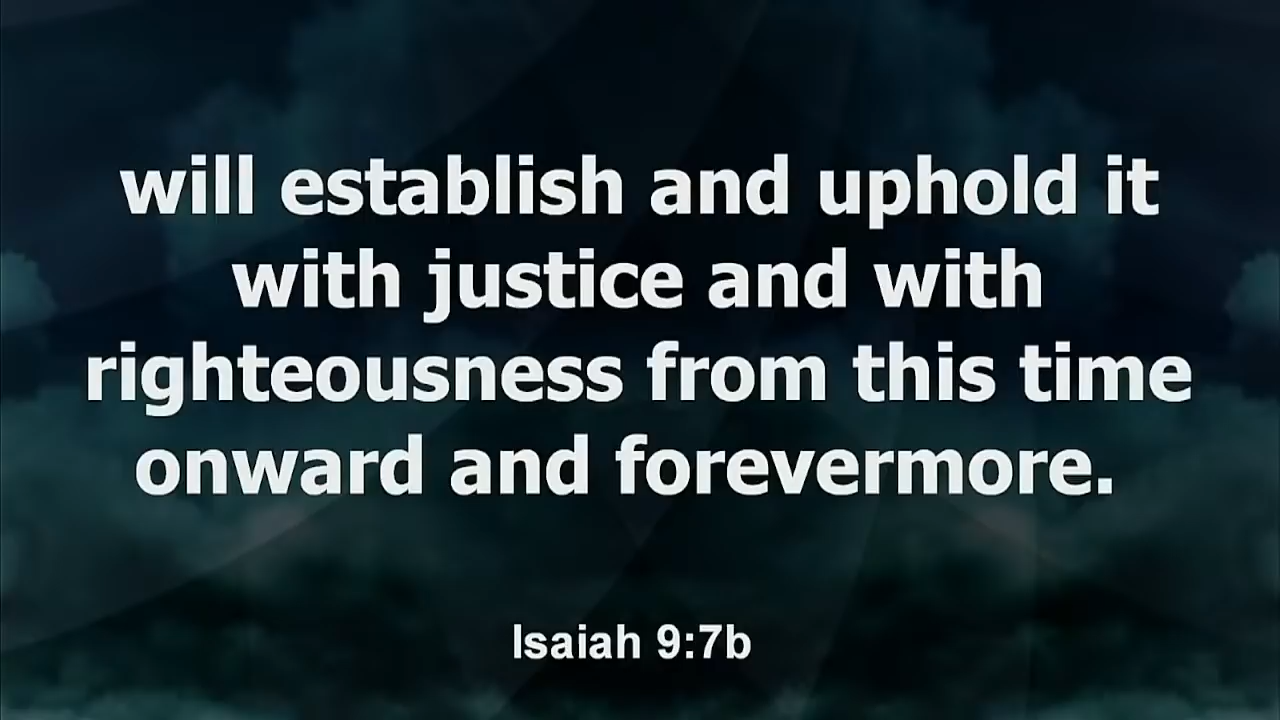 will establish and uphold it
with justice and with
righteousness from this time
onward and forevermore.
Isaiah 9:7b